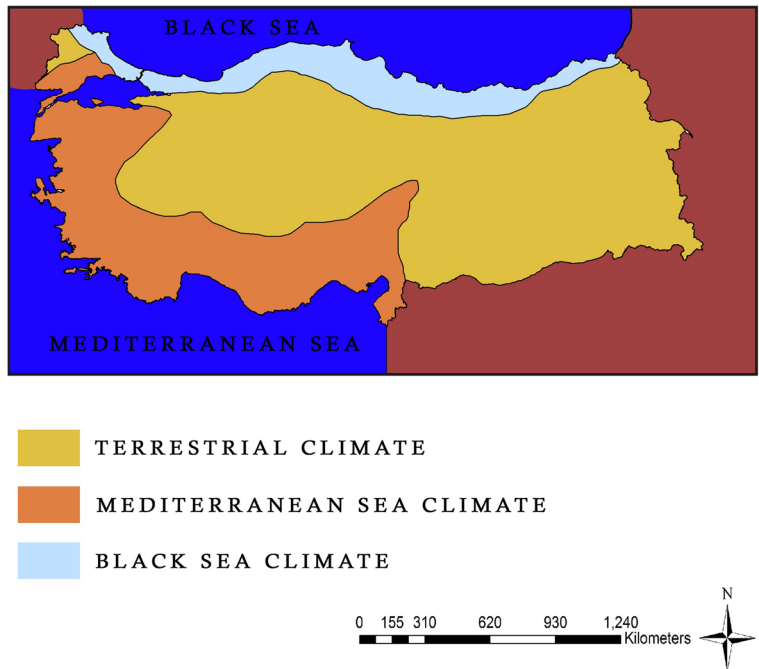 BLACK SEA
MEDITERRANEAN SEA
TERRESTRIAL CLIMATE
MEDITERRANEAN SEA CLIMATE
BLACK SEA CLIMATE
N
0 155 310 620 930 1,240
Kilometers